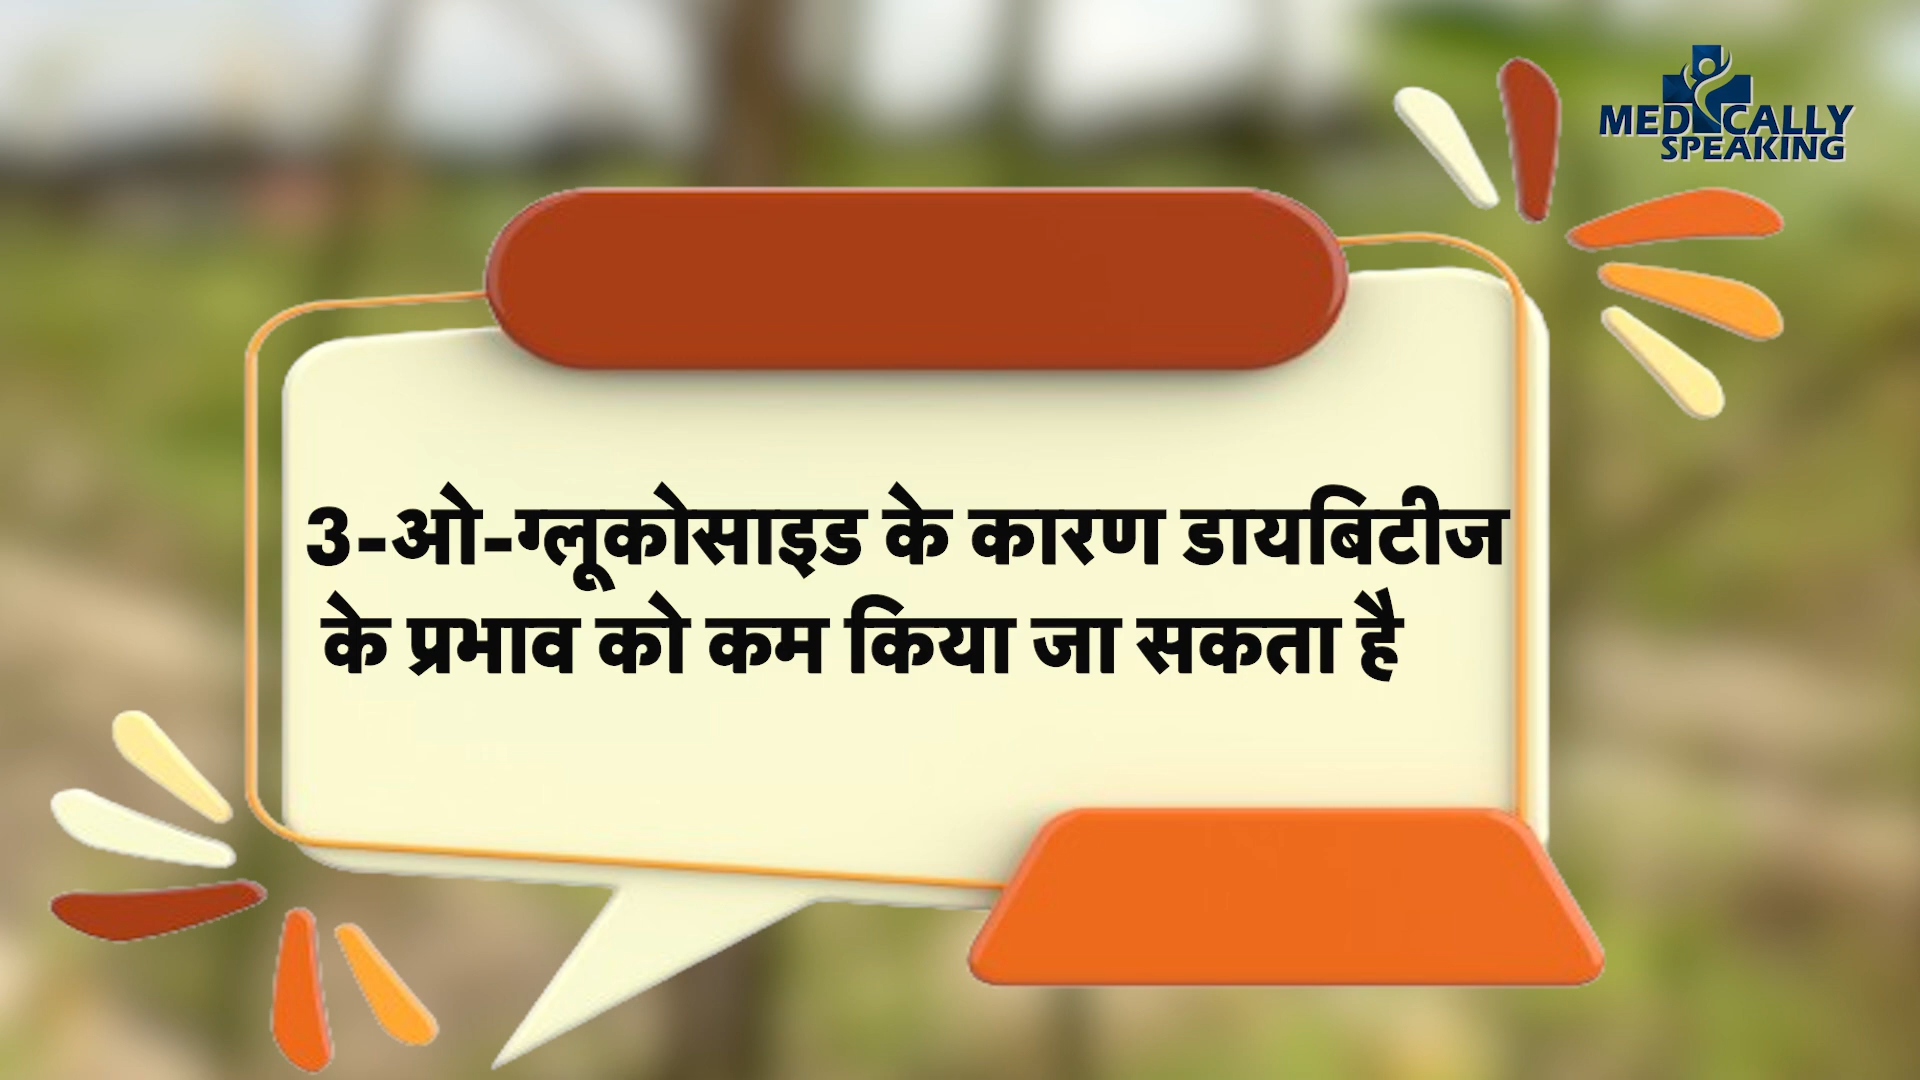 MEDICALLY
SPEAKING
3-ओ-ग्लूकोसाइड के कारण डायबिटीज
के प्रभाव को कम किया जा सकता है